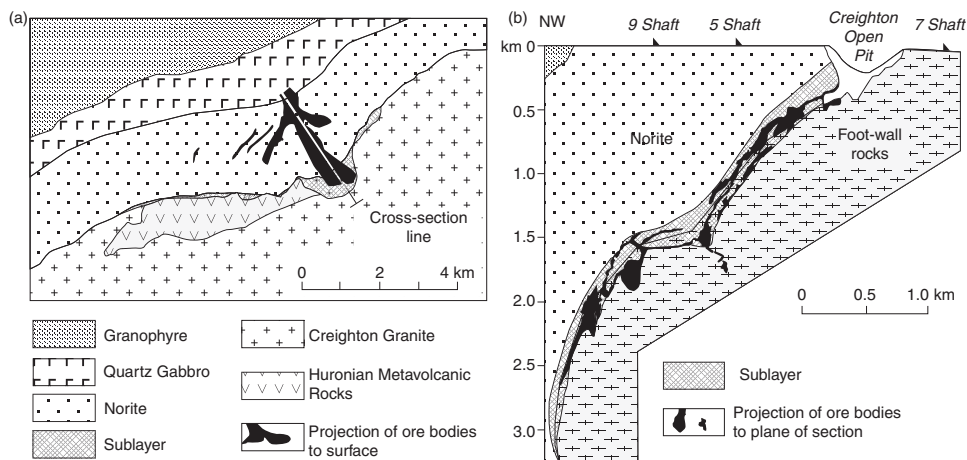 (a)
Cross-section
line
0 2 4 km
Granophyre
Quartz Gabbro
Norite
Sublayer
Creighton Granite
Huronian Metavolcanic
Rocks
Projection of ore bodies
to surface
(b) NW
9 Shaft 5 Shaft
Creighton
Open
Pit
7 Shaft
km 0
0.5
1.0
1.5
2.0
2.5
3.0
Norite
Foot-wall
rocks
0 0.5 1.0 km
Sublayer
Projection of ore bodies
to plane of section